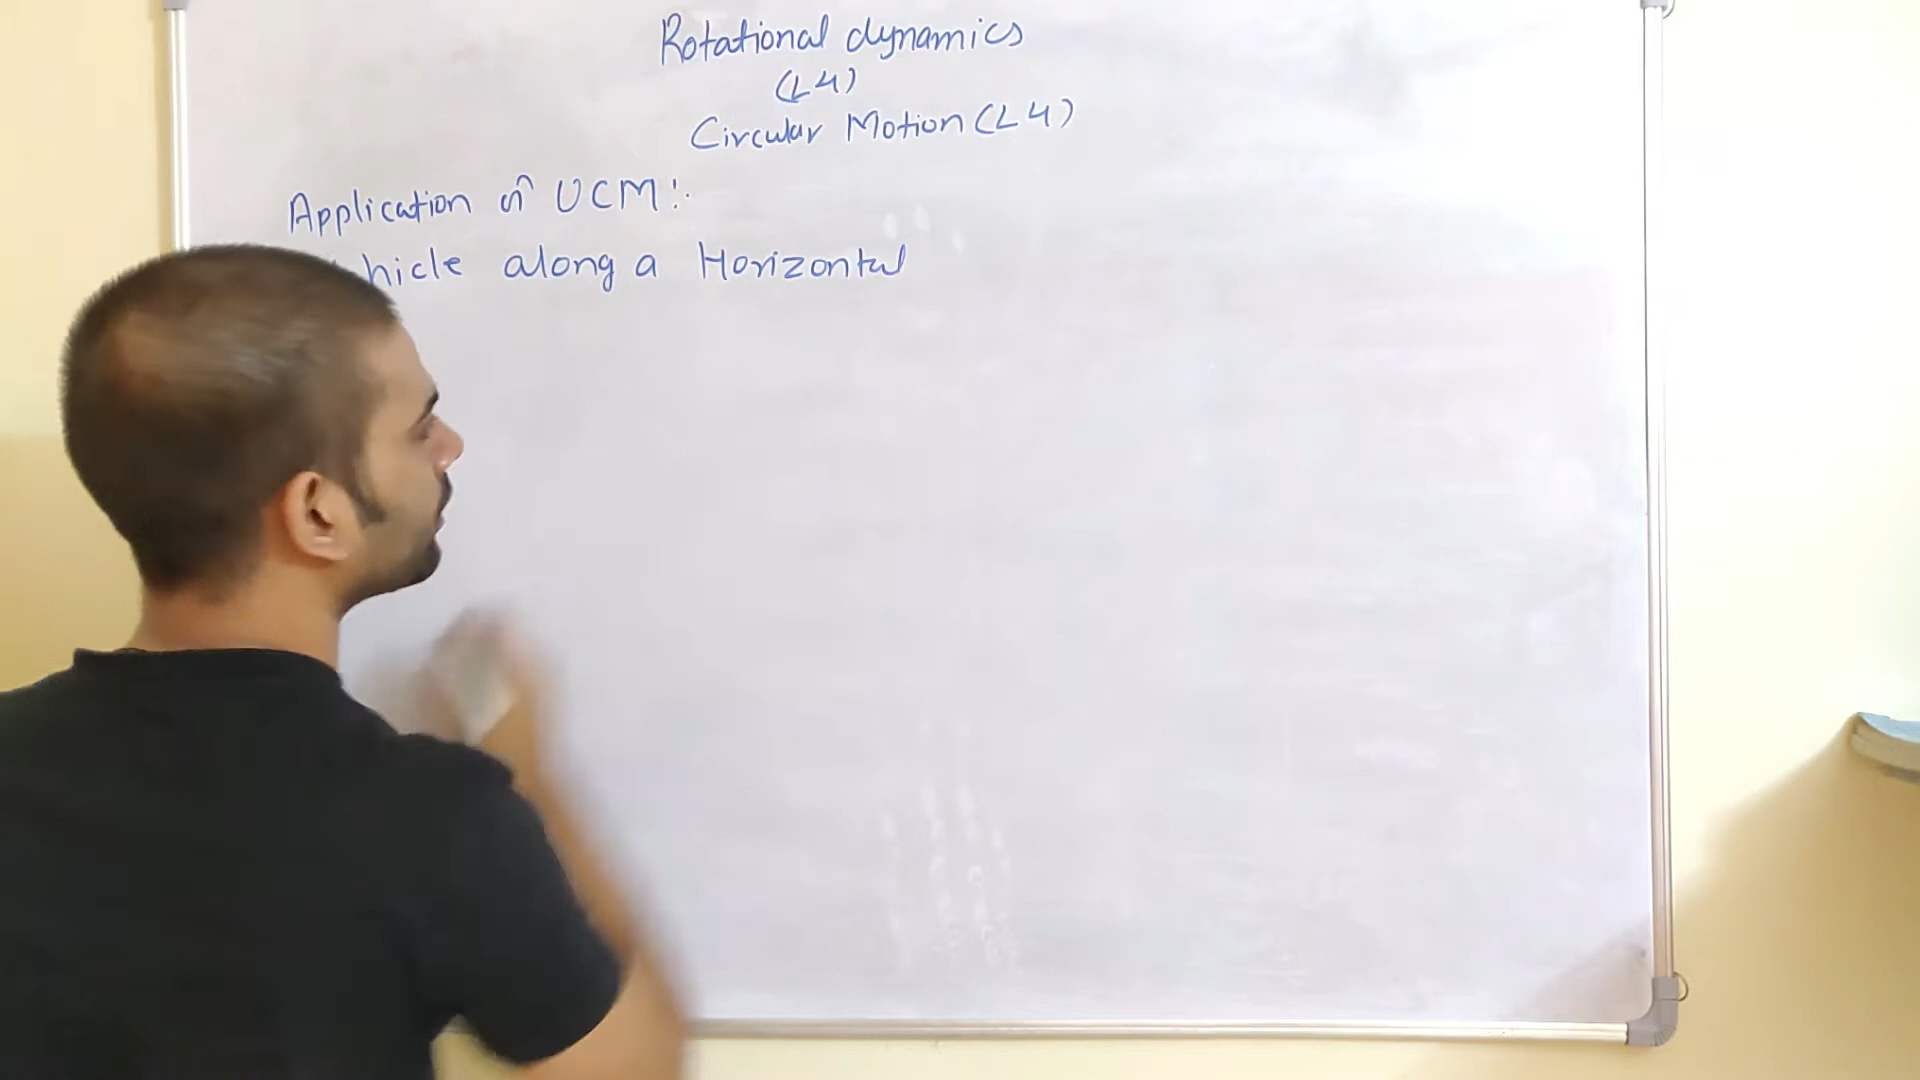 Rotational dynamics
(L4)
Circular Motion (L4)
Application of UCM :-
hicle along a Horizontal